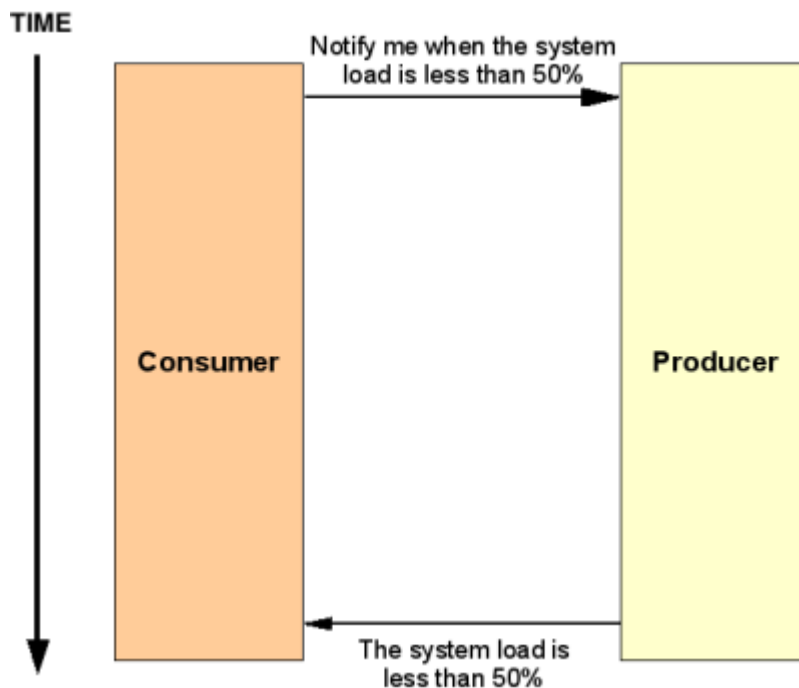 TIME
Notify me when the system
load is less than 50%
Consumer
Producer
The system load is
less than 50%